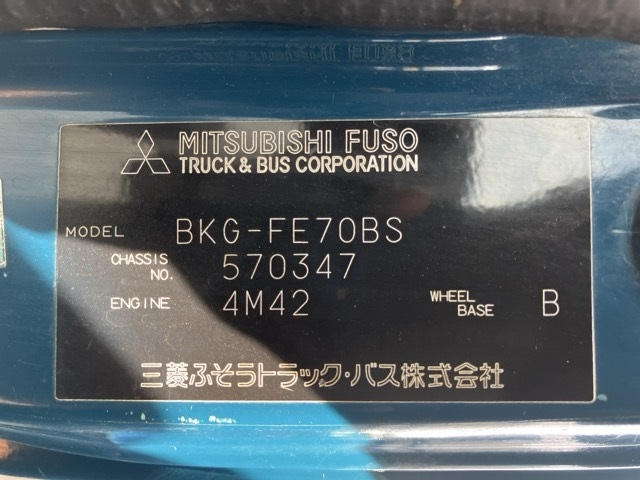 MITSUBISHI FUSO
TRUCK & BUS CORPORATION
MODEL BKG-FE70BS
CHASSIS NO. 570347
ENGINE 4M42 WHEEL BASE B
三菱ふそうトラック・バス株式会社